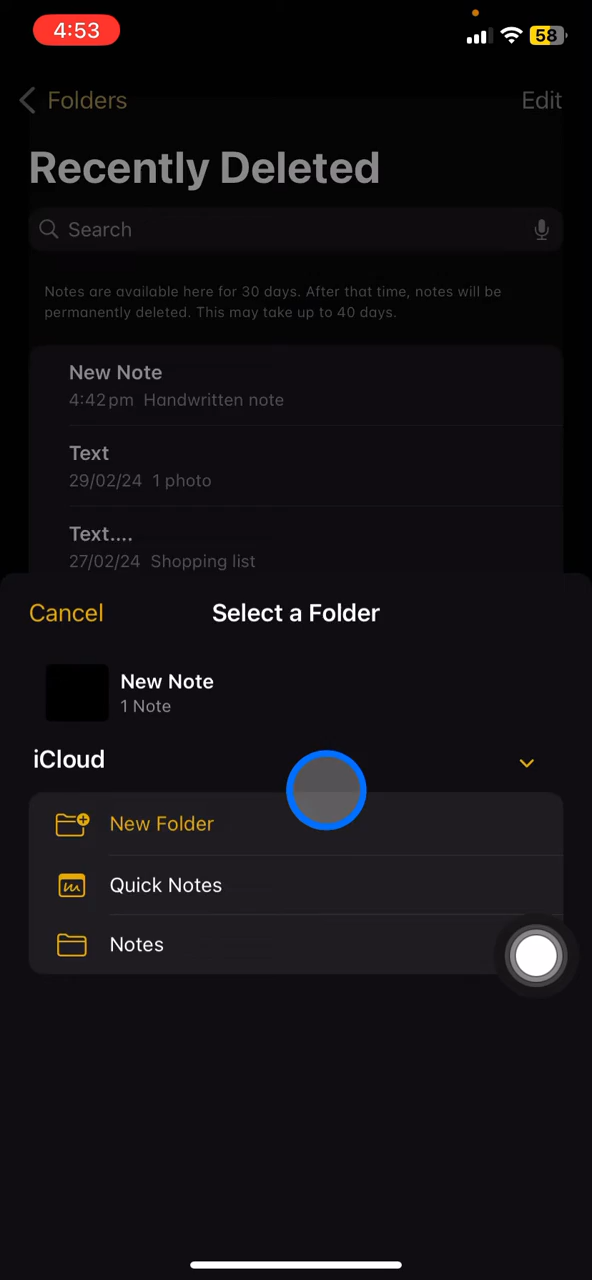 4:53
58
Folders
Edit
Recently Deleted
Search
Notes are available here for 30 days. After that time, notes will be
permanently deleted. This may take up to 40 days.
New Note
4:42 pm Handwritten note
Text
29/02/24 1 photo
Text....
27/02/24 Shopping list
Cancel
Select a Folder
New Note
1 Note
iCloud
New Folder
Quick Notes
Notes